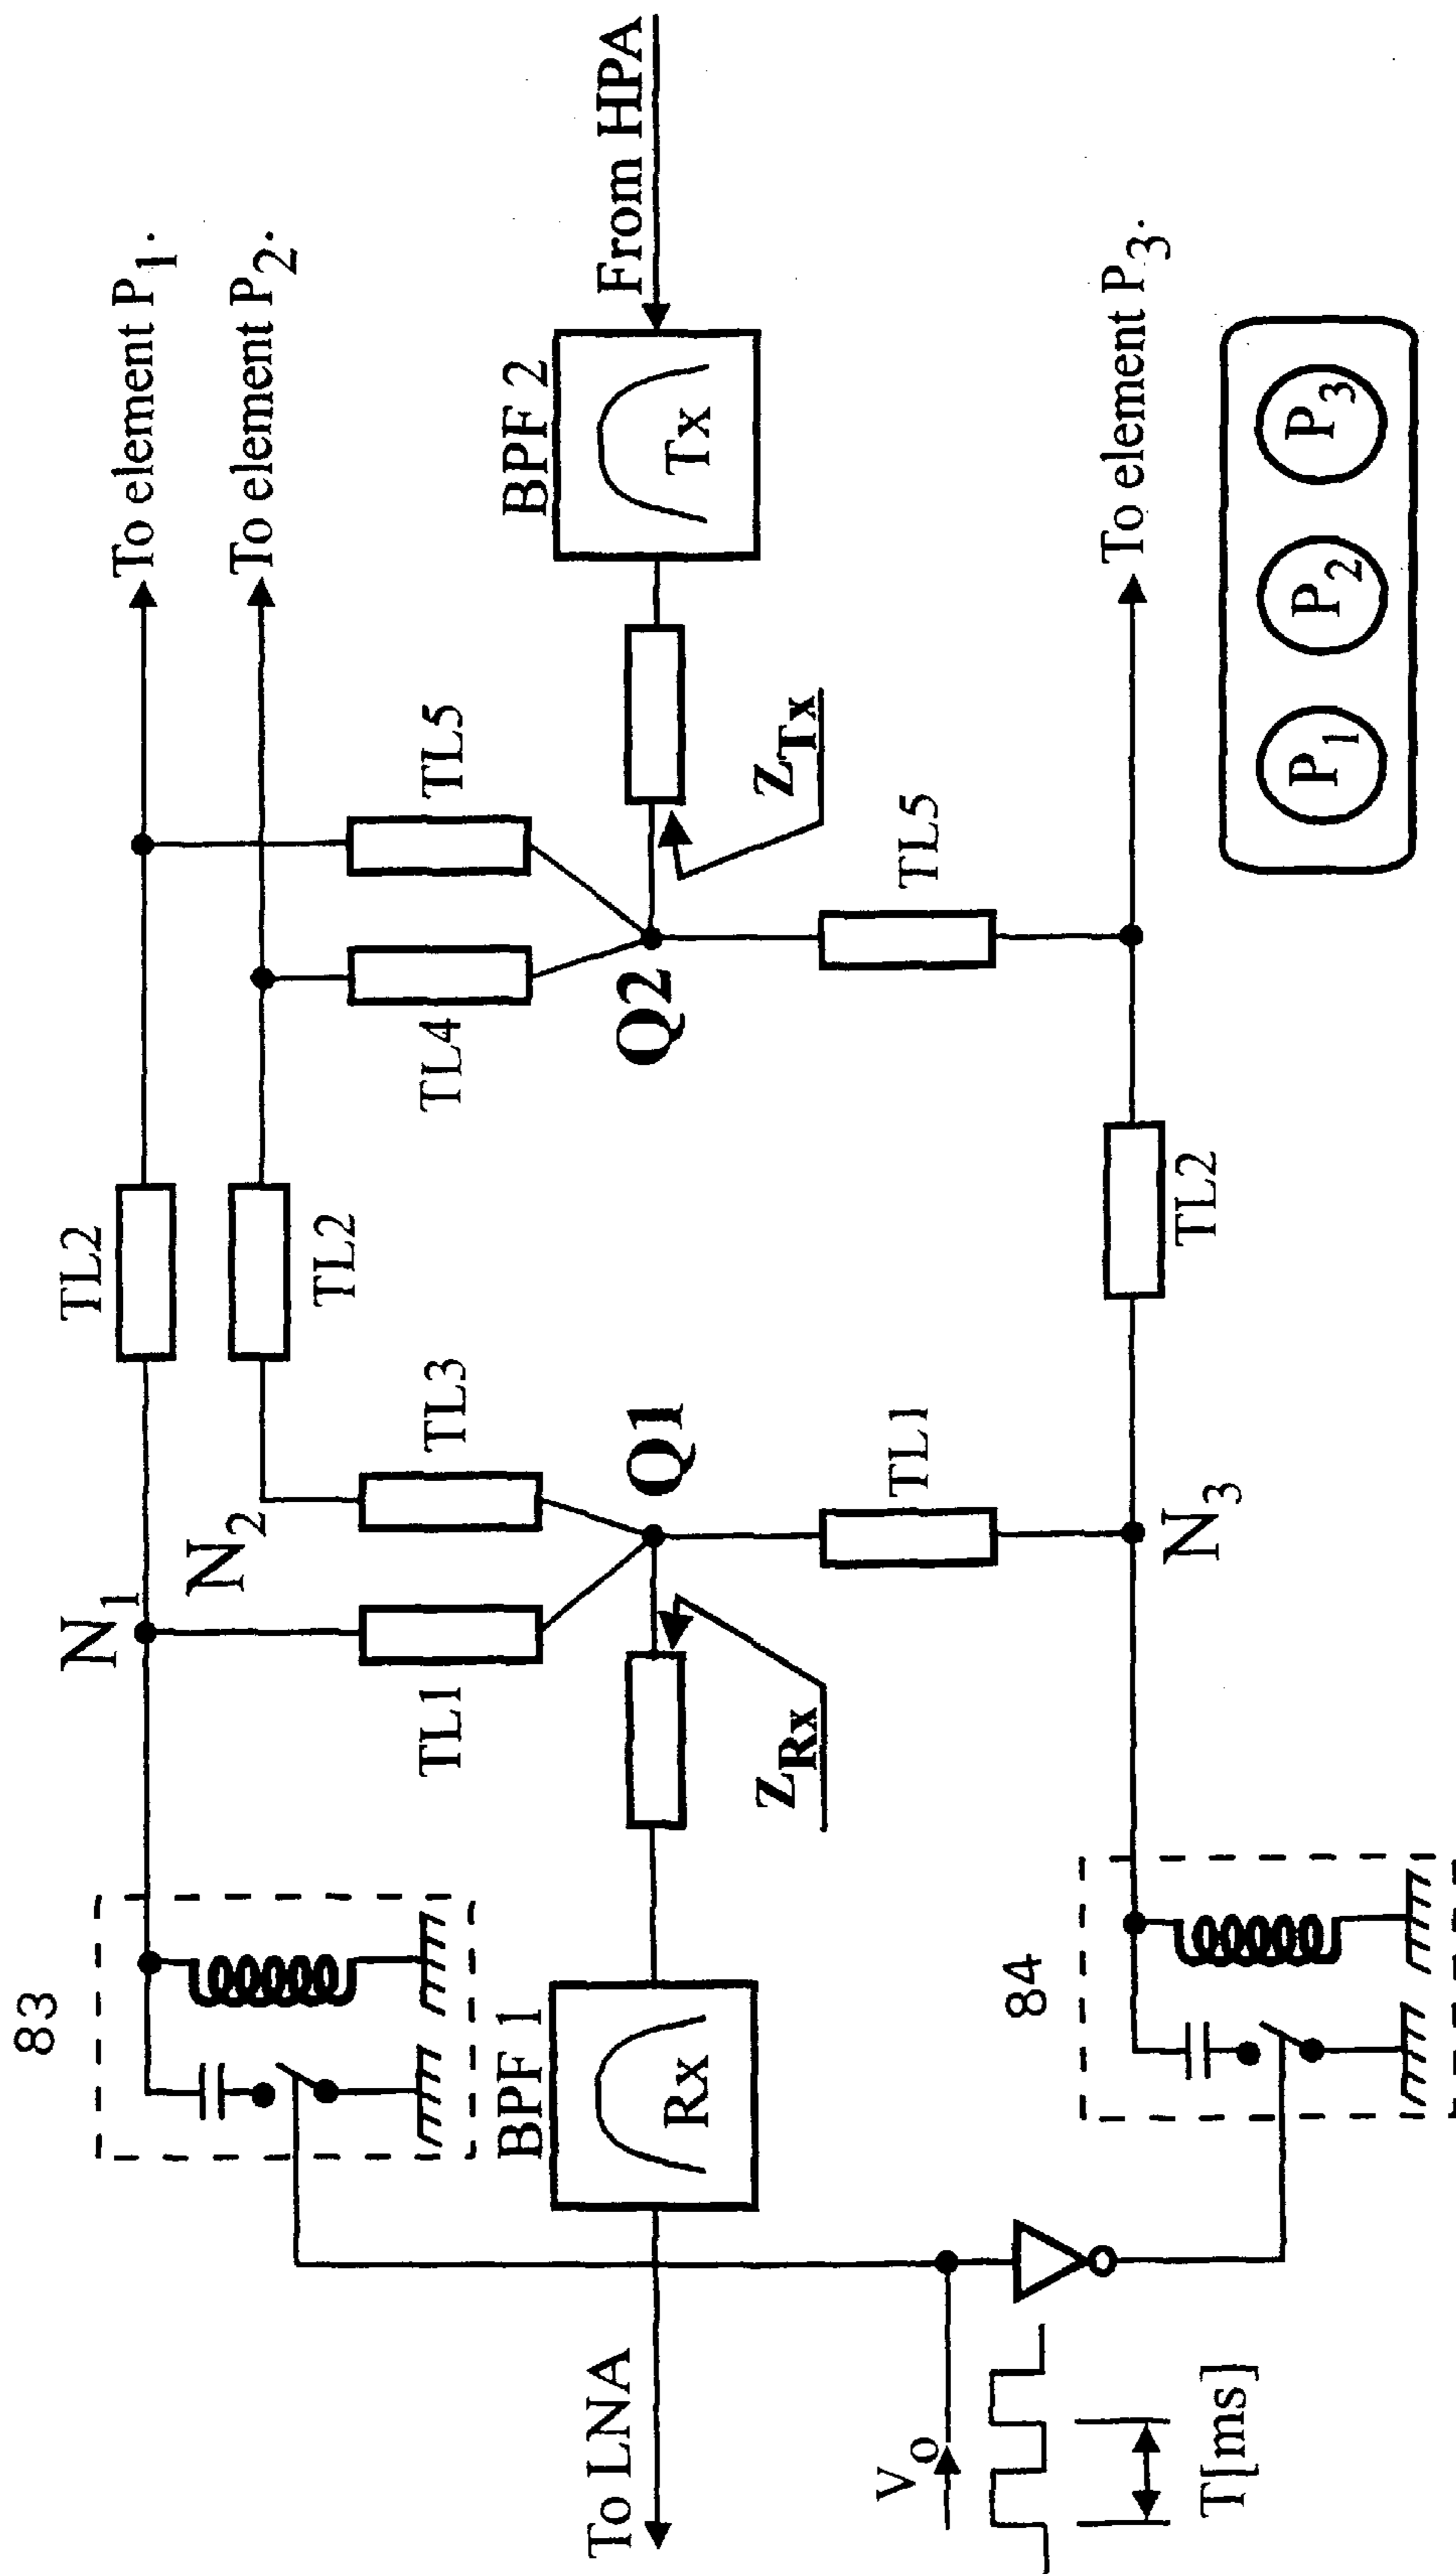 83
N1
TL2
To element P1.
N2
TL2
To element P2.
TL1
TL3
TL4
TL5
BPF 1
Rx
Q1
Q2
BPF 2
Tx
From HPA
To LNA
ZRx
ZTx
Vo
T[ms]
TL1
TL5
84
N3
TL2
To element P3.
P1
P2
P3